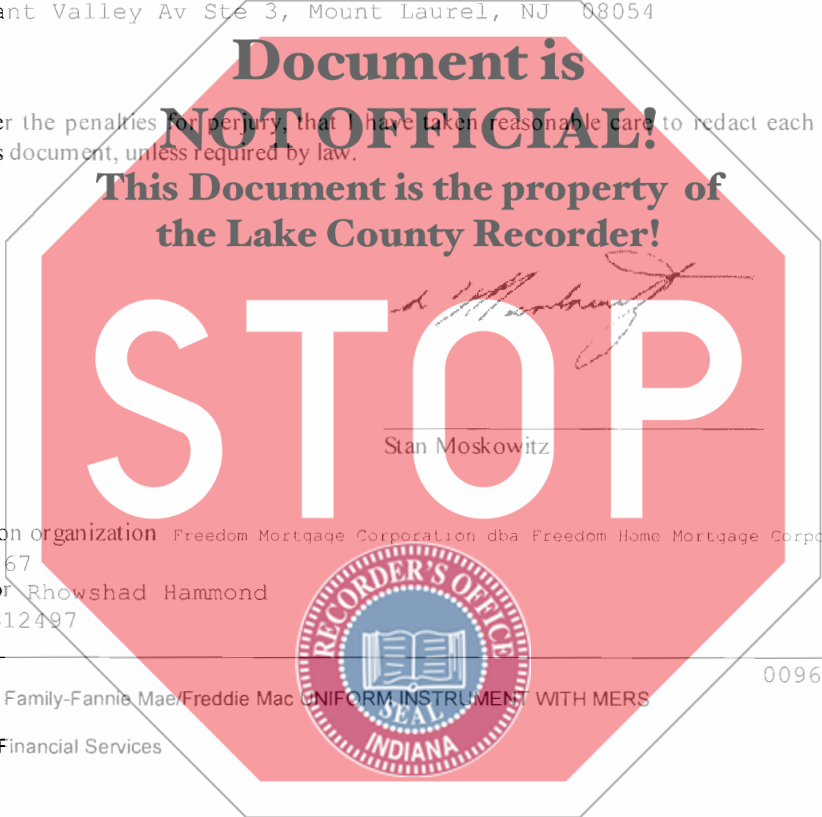 ant Valley Av Ste 3, Mount Laurel, NJ 08054
Document is
NOT OFFICIAL!
er the penalties for perjury, that I have taken reasonable care to redact each
s document, unless required by law.
This Document is the property of
the Lake County Recorder!
STOP
Stan Moskowitz
on organization Freedom Mortgage Corporation dba Freedom Home Mortgage Corpo
67
or Rhowshad Hammond
12497
RECORDER'S OFFICE
SEAL
INDIANA
0096
Family-Fannie Mae/Freddie Mac UNIFORM INSTRUMENT WITH MERS
Financial Services